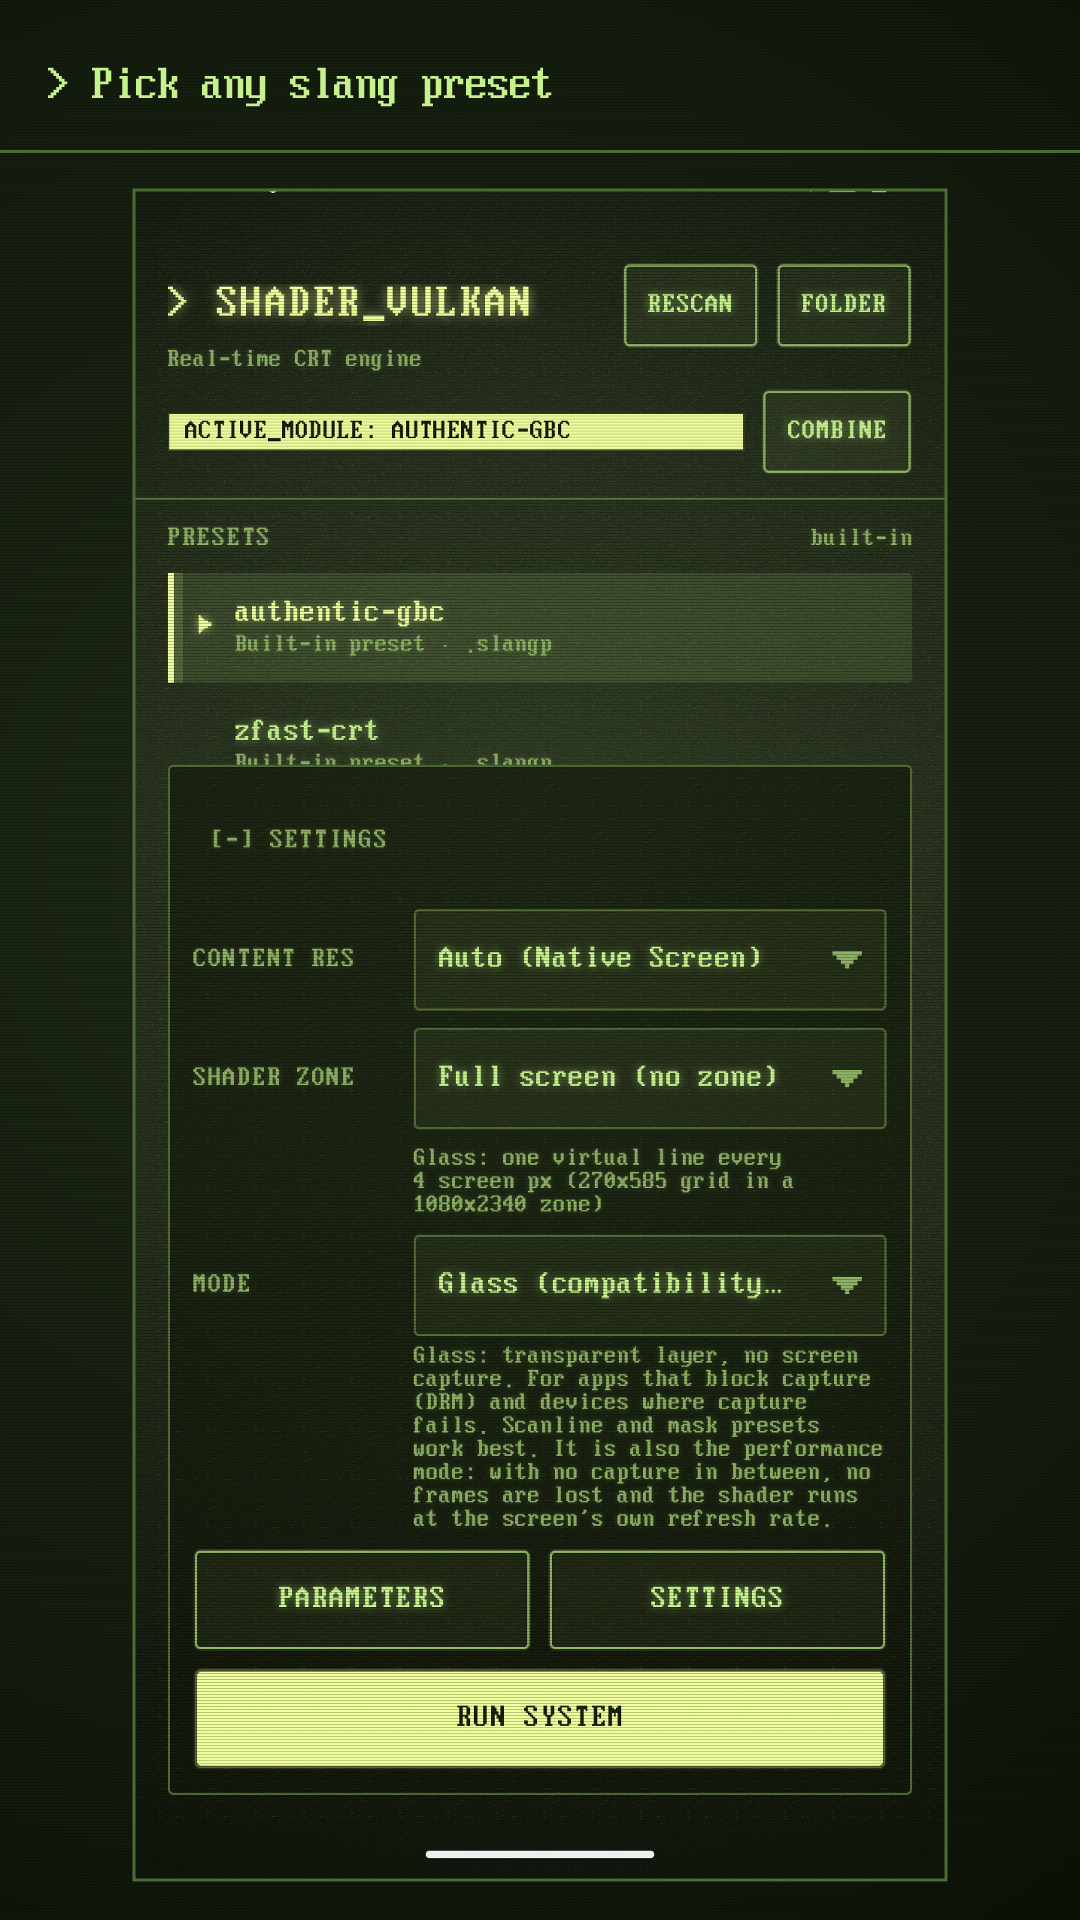 > Pick any slang preset
> SHADER_VULKAN
RESCAN
FOLDER
Real-time CRT engine
ACTIVE_MODULE: AUTHENTIC-GBC
COMBINE
PRESETS
built-in
authentic-gbc
Built-in preset · .slangp
zfast-crt
Built-in preset · .slangp
[-] SETTINGS
CONTENT RES
Auto (Native Screen)
SHADER ZONE
Full screen (no zone)
Glass: one virtual line every
4 screen px (270x585 grid in a
1080x2340 zone)
MODE
Glass (compatibility…
Glass: transparent layer, no screen
capture. For apps that block capture
(DRM) and devices where capture
fails. Scanline and mask presets
work best. It is also the performance
mode: with no capture in between, no
frames are lost and the shader runs
at the screen's own refresh rate.
PARAMETERS
SETTINGS
RUN SYSTEM